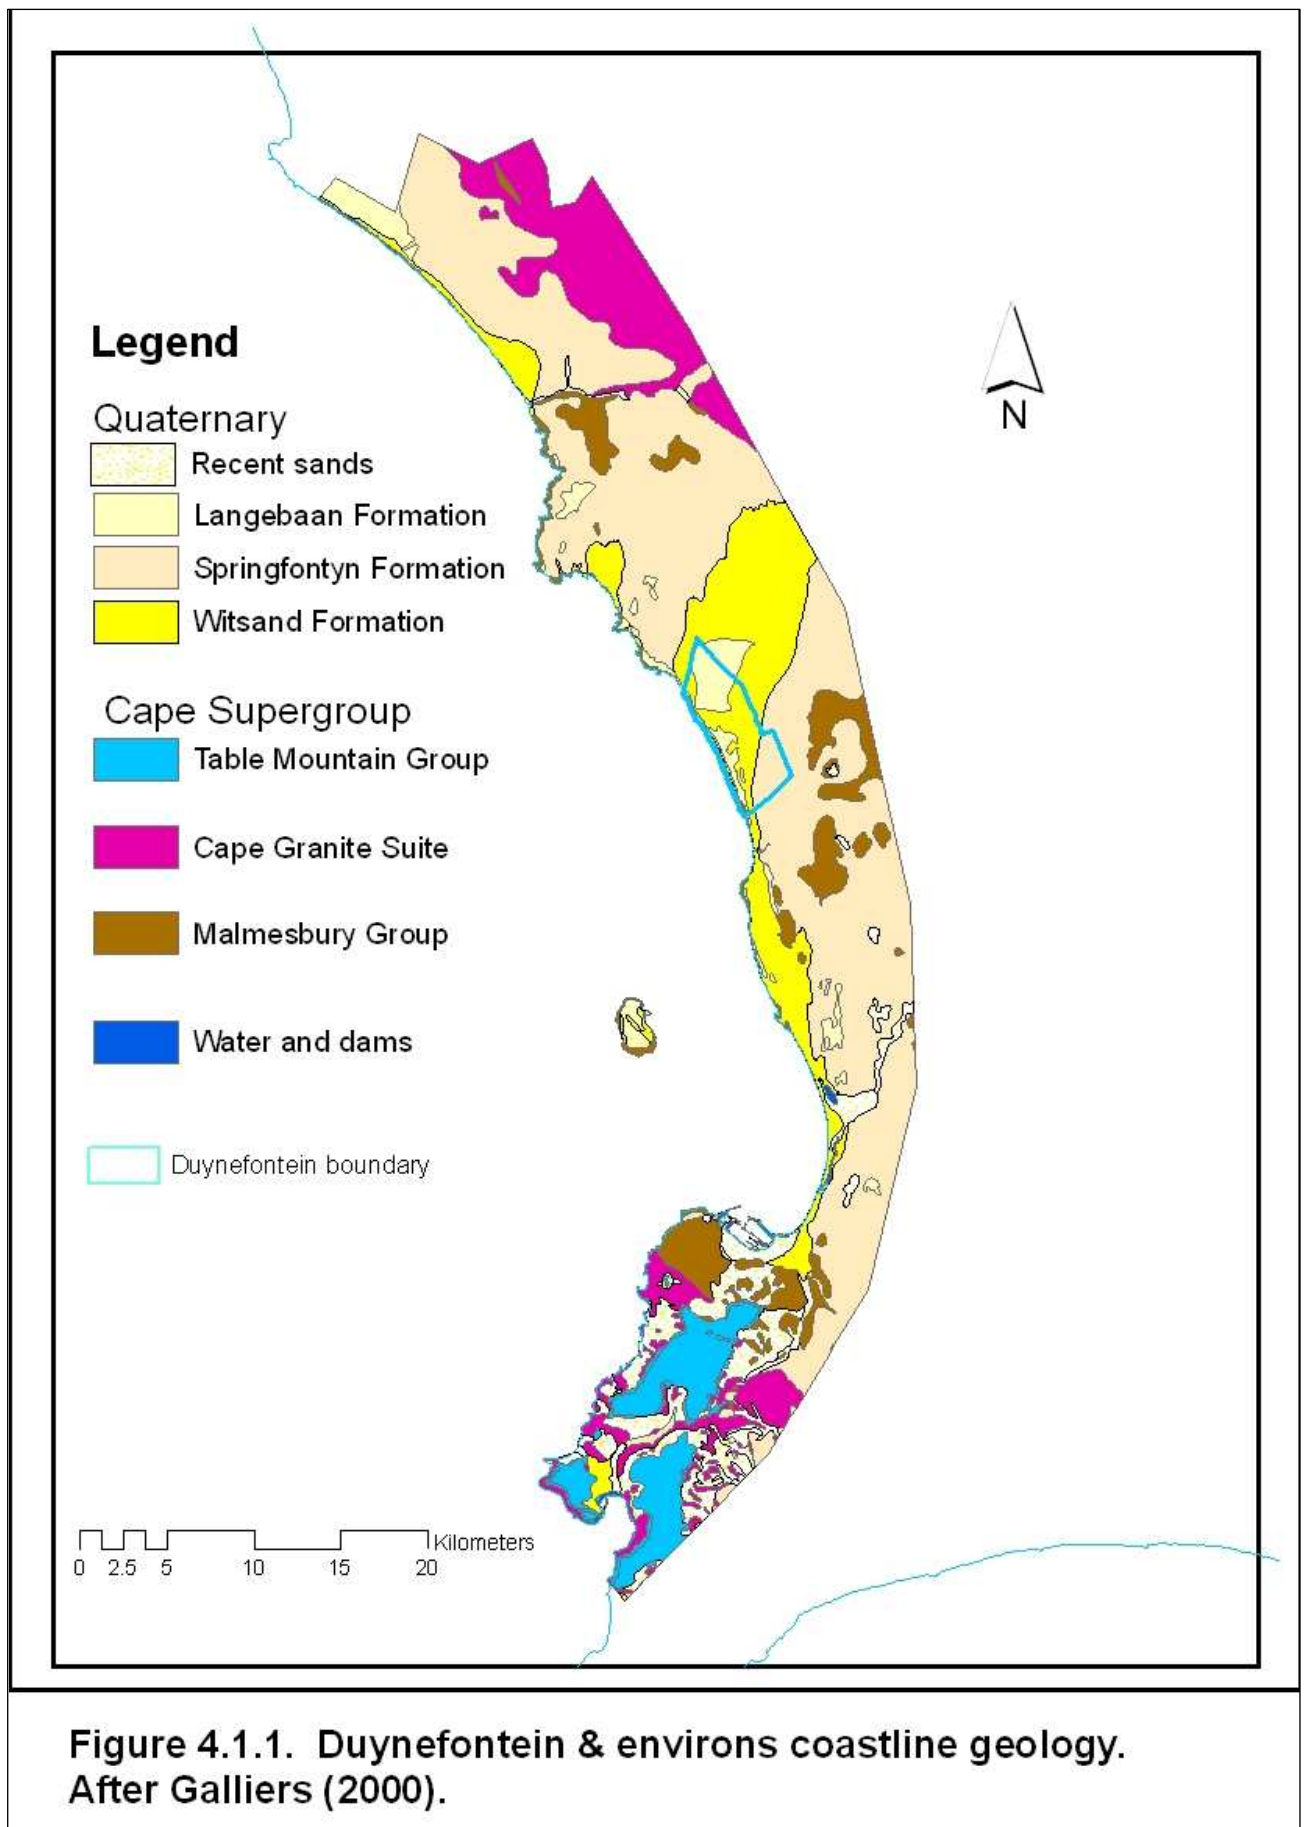 Legend
Quaternary
Recent sands
Langebaan Formation
Springfontyn Formation
Witsand Formation
Cape Supergroup
Table Mountain Group
Cape Granite Suite
Malmesbury Group
Water and dams
Duynefontein boundary
N
Kilometers
0 2.5 5 10 15 20
Figure 4.1.1. Duynefontein & environs coastline geology.
After Galliers (2000).